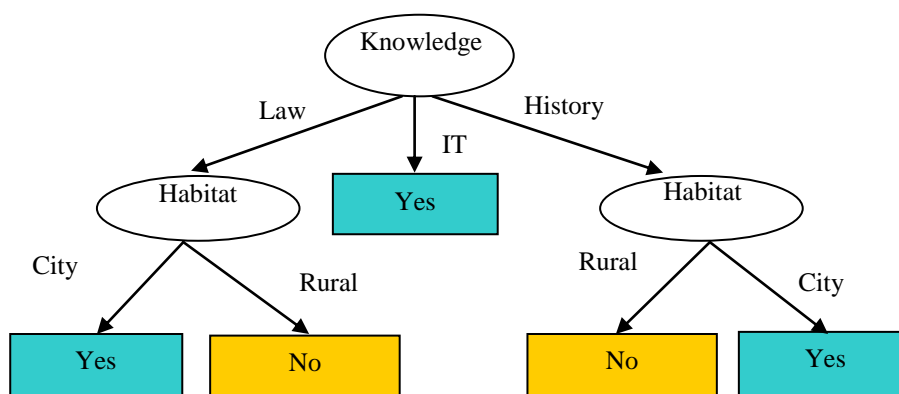 Knowledge
Law
History
IT
Habitat
Yes
Habitat
City
Rural
Rural
City
Yes
No
No
Yes